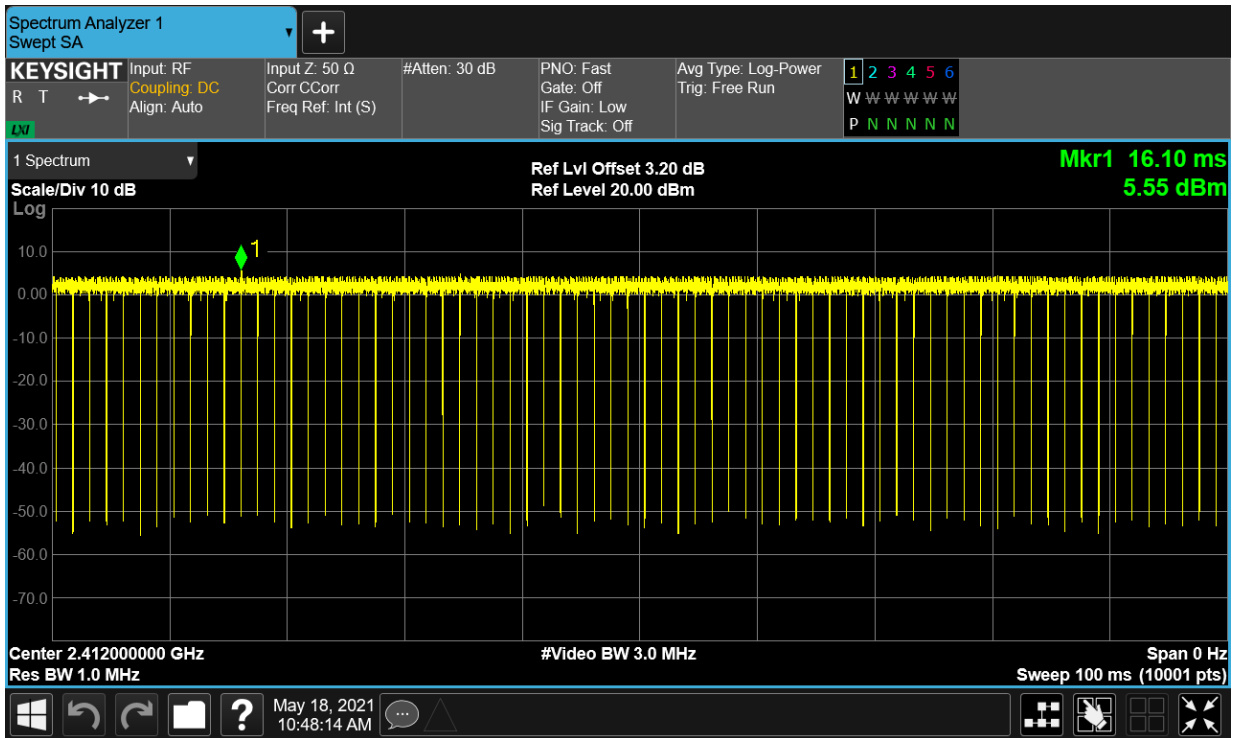 Spectrum Analyzer 1
Swept SA
KEYSIGHT
R T
LXI
Input: RF
Coupling: DC
Align: Auto
Input Z: 50 Ω
Corr CCorr
Freq Ref: Int (S)
#Atten: 30 dB
PNO: Fast
Gate: Off
IF Gain: Low
Sig Track: Off
Avg Type: Log-Power
Trig: Free Run
1 2 3 4 5 6
W W W W W W
P N N N N N
1 Spectrum
Scale/Div 10 dB
Log
Ref Lvl Offset 3.20 dB
Ref Level 20.00 dBm
Mkr1 16.10 ms
5.55 dBm
1
10.0
0.00
-10.0
-20.0
-30.0
-40.0
-50.0
-60.0
-70.0
Center 2.412000000 GHz
Res BW 1.0 MHz
#Video BW 3.0 MHz
Span 0 Hz
Sweep 100 ms (10001 pts)
?
May 18, 2021
10:48:14 AM